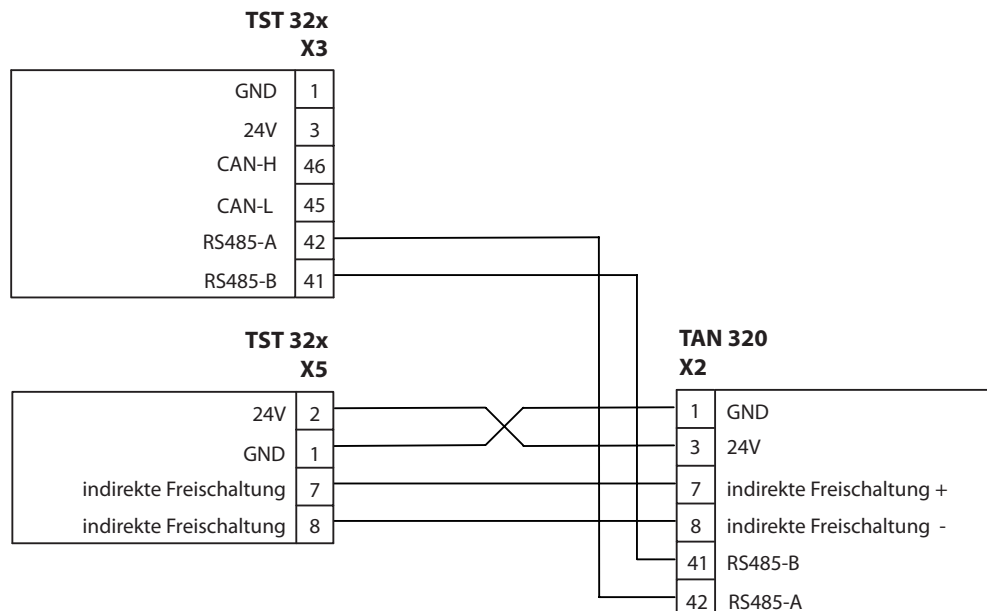 TST 32x
X3
GND 1
24V 3
CAN-H 46
CAN-L 45
RS485-A 42
RS485-B 41
TST 32x
X5
24V 2
GND 1
indirekte Freischaltung 7
indirekte Freischaltung 8
TAN 320
X2
1 GND
3 24V
7 indirekte Freischaltung +
8 indirekte Freischaltung -
41 RS485-B
42 RS485-A